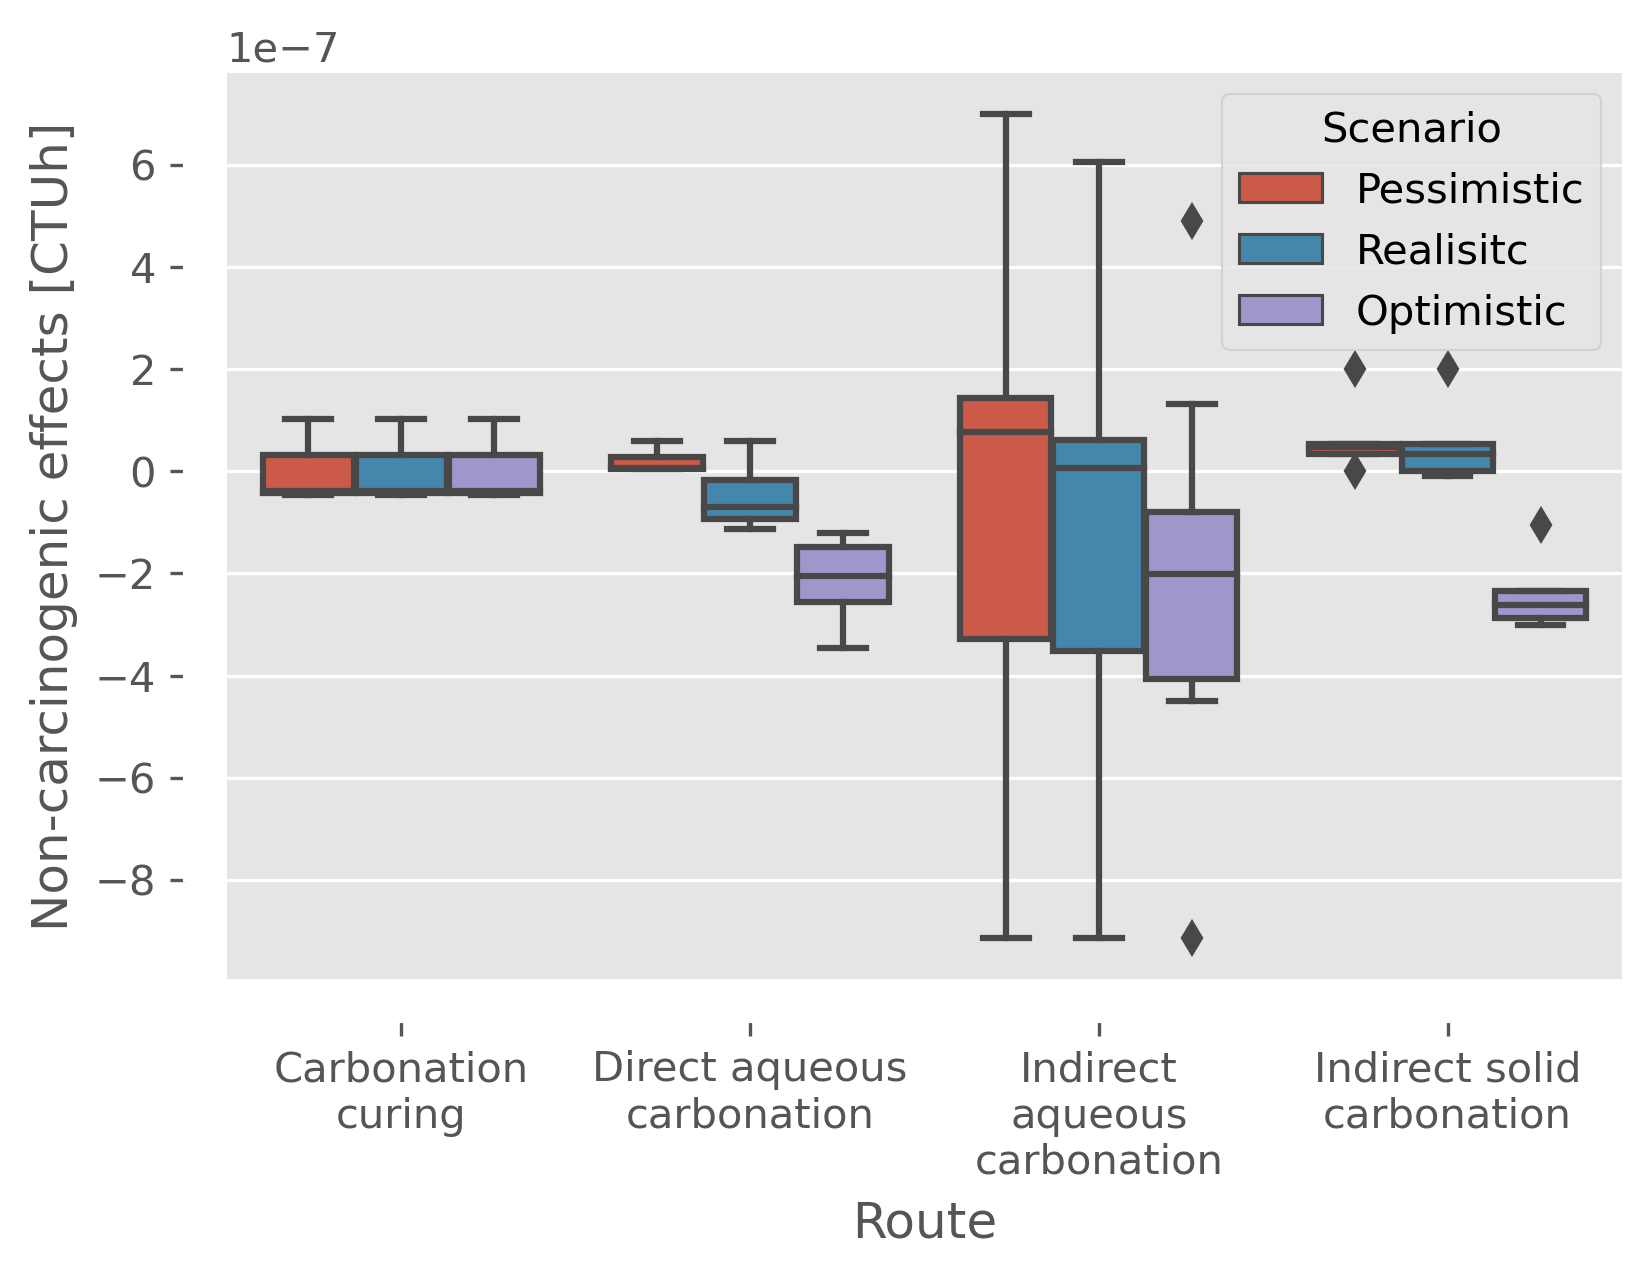 1e−7
Non-carcinogenic effects [CTUh]
6
4
2
0
−2
−4
−6
−8
Scenario
Pessimistic
Realisitc
Optimistic
Carbonation
curing
Direct aqueous
carbonation
Indirect
aqueous
carbonation
Indirect solid
carbonation
Route